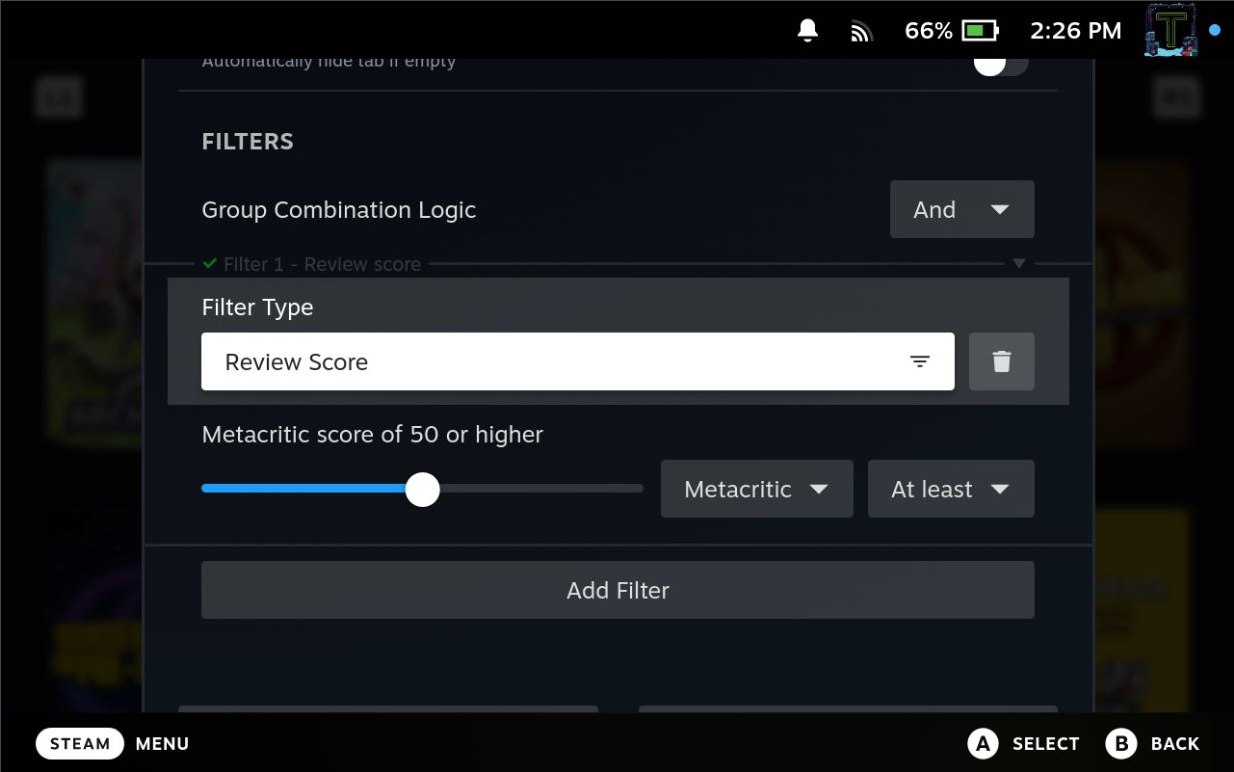 66% 2:26 PM
Automatically hide tab if empty
FILTERS
Group Combination Logic And
Filter 1 - Review score
Filter Type
Review Score
Metacritic score of 50 or higher
Metacritic At least
Add Filter
STEAM MENU A SELECT B BACK